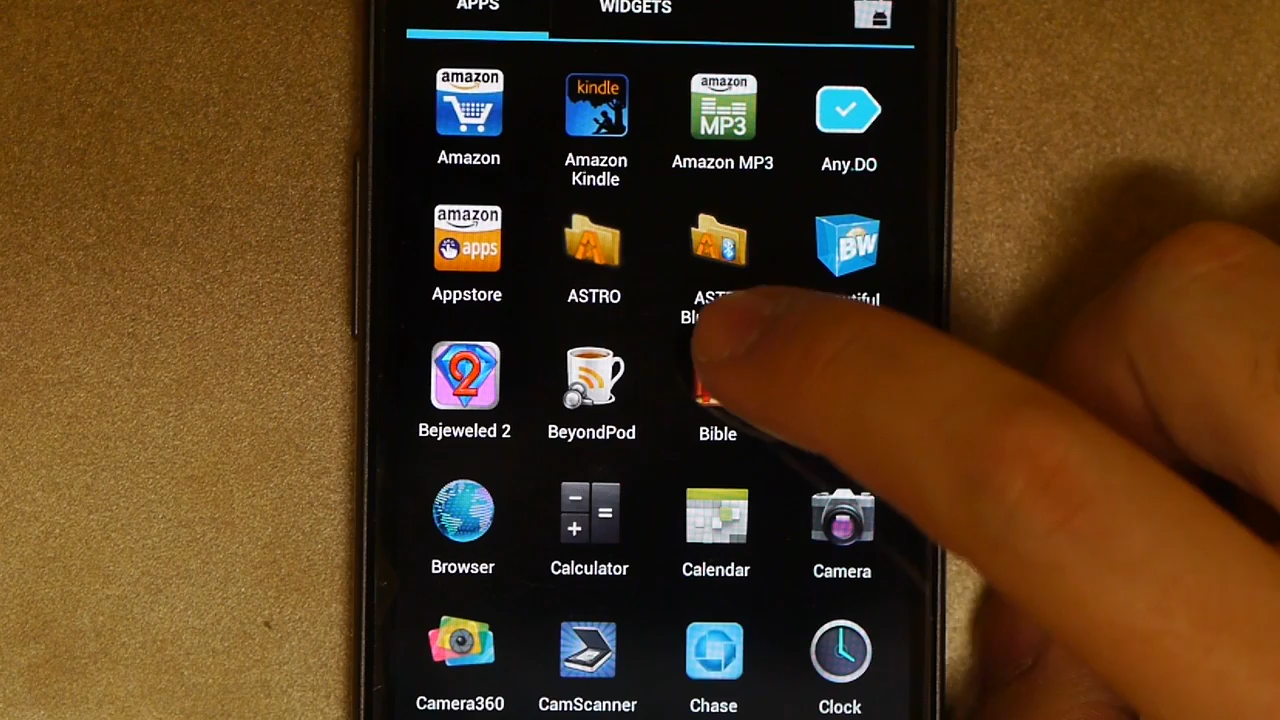 APPS WIDGETS
amazon kindle amazon
MP3
Amazon Amazon Amazon MP3 Any.DO
Kindle
amazon BW
apps
Appstore ASTRO
2
Bejeweled 2 BeyondPod Bible
Browser Calculator Calendar Camera
Camera360 CamScanner Chase Clock